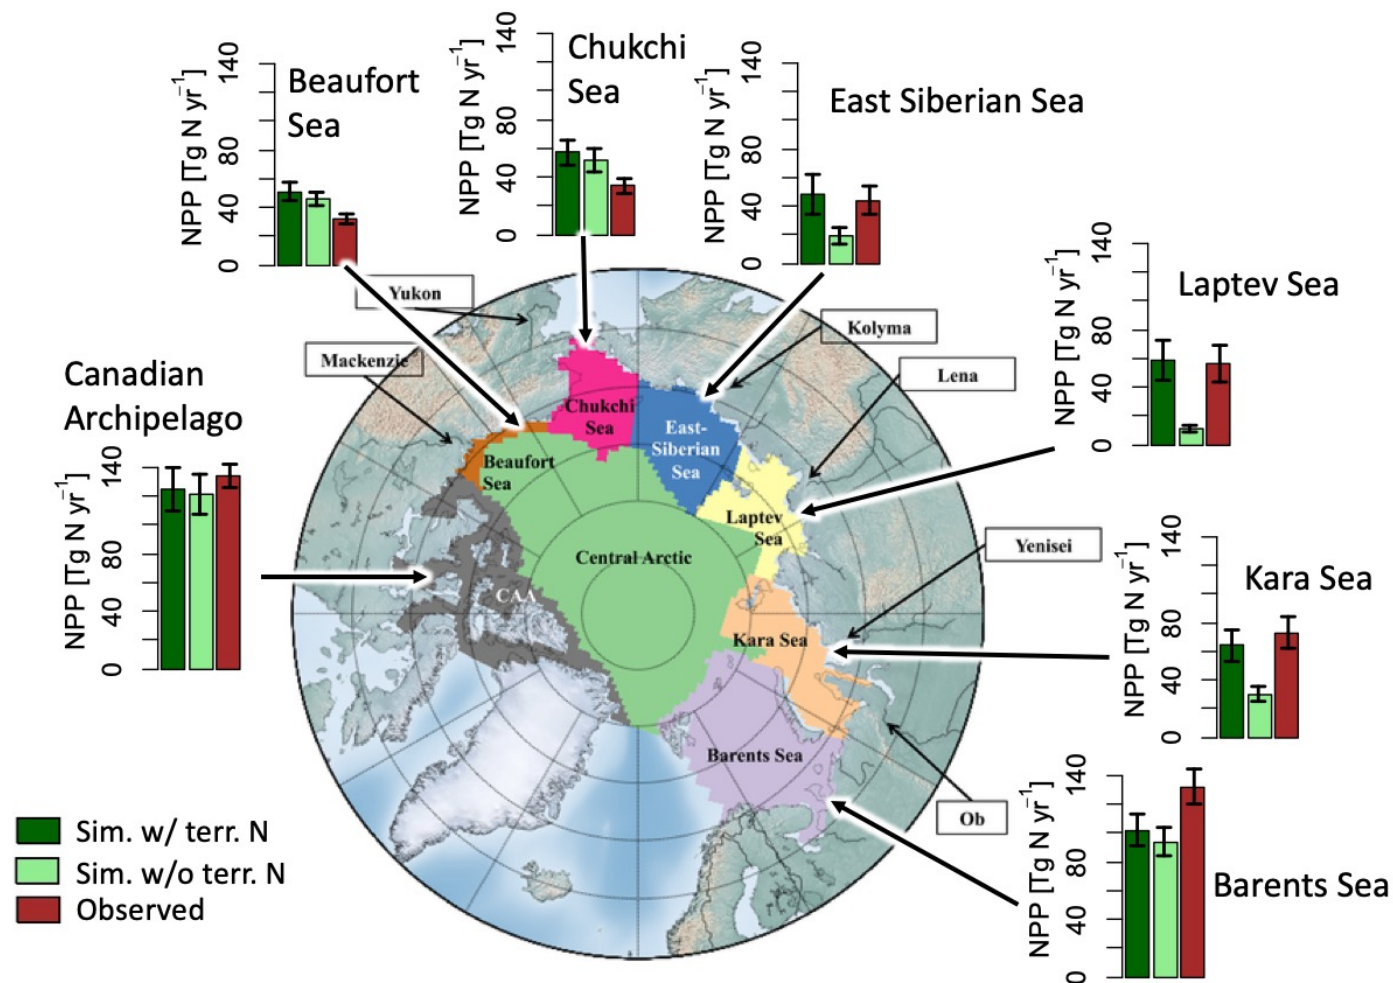 Beaufort
Sea
NPP [Tg N yr⁻¹]
0
40
80
140
Chukchi
Sea
NPP [Tg N yr⁻¹]
0
40
80
140
East Siberian Sea
NPP [Tg N yr⁻¹]
0
40
80
140
Laptev Sea
NPP [Tg N yr⁻¹]
0
40
80
140
Canadian
Archipelago
NPP [Tg N yr⁻¹]
0
40
80
140
Kara Sea
NPP [Tg N yr⁻¹]
0
40
80
140
Barents Sea
NPP [Tg N yr⁻¹]
0
40
80
140
Yukon
Mackenzie
Kolyma
Lena
Yenisei
Ob
Chukchi
Sea
East-
Siberian
Sea
Beaufort
Sea
Laptev
Sea
Central Arctic
CAA
Kara Sea
Barents Sea
Sim. w/ terr. N
Sim. w/o terr. N
Observed